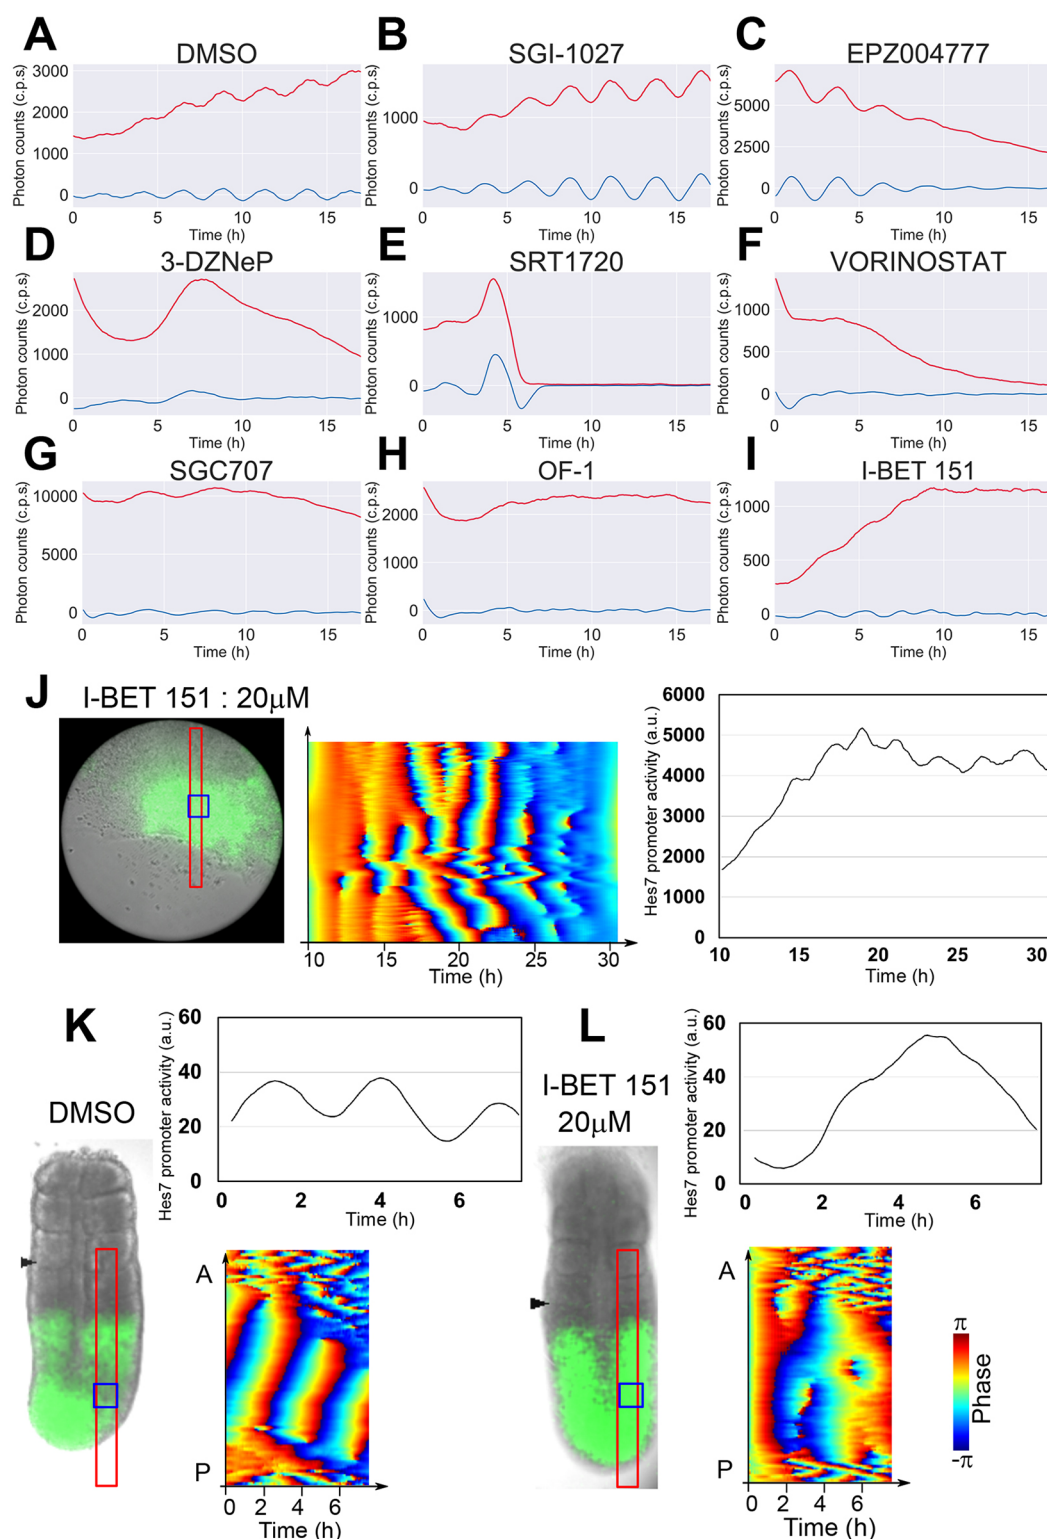 A
DMSO
Photon counts (c.p.s)
3000
2000
1000
0
0 5 10 15
Time (h)
B
SGI-1027
Photon counts (c.p.s)
1000
0
0 5 10 15
Time (h)
C
EPZ004777
Photon counts (c.p.s)
5000
2500
0
0 5 10 15
Time (h)
D
3-DZNeP
Photon counts (c.p.s)
2000
1000
0
0 5 10 15
Time (h)
E
SRT1720
Photon counts (c.p.s)
1000
0
0 5 10 15
Time (h)
F
VORINOSTAT
Photon counts (c.p.s)
1000
500
0
0 5 10 15
Time (h)
G
SGC707
Photon counts (c.p.s)
10000
5000
0
0 5 10 15
Time (h)
H
OF-1
Photon counts (c.p.s)
2000
1000
0
0 5 10 15
Time (h)
I
I-BET 151
Photon counts (c.p.s)
1000
500
0
0 5 10 15
Time (h)
J
I-BET 151 : 20μM
10 15 20 25 30
Time (h)
Hes7 promoter activity (a.u.)
6000
5000
4000
3000
2000
1000
0
10 15 20 25 30
Time (h)
K
DMSO
Hes7 promoter activity (a.u.)
60
40
20
0
0 2 4 6
Time (h)
A
P
0 2 4 6
Time (h)
L
I-BET 151
20μM
Hes7 promoter activity (a.u.)
60
40
20
0
0 2 4 6
Time (h)
A
P
0 2 4 6
Time (h)
π
Phase
-π